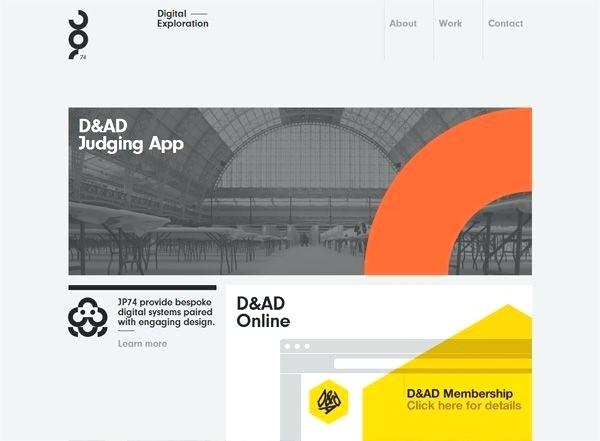 74
Digital
Exploration
About
Work
Contact
D&AD
Judging App
JP74 provide bespoke
digital systems paired
with engaging design.
Learn more
D&AD
Online
D&AD
D&AD Membership
Click here for details